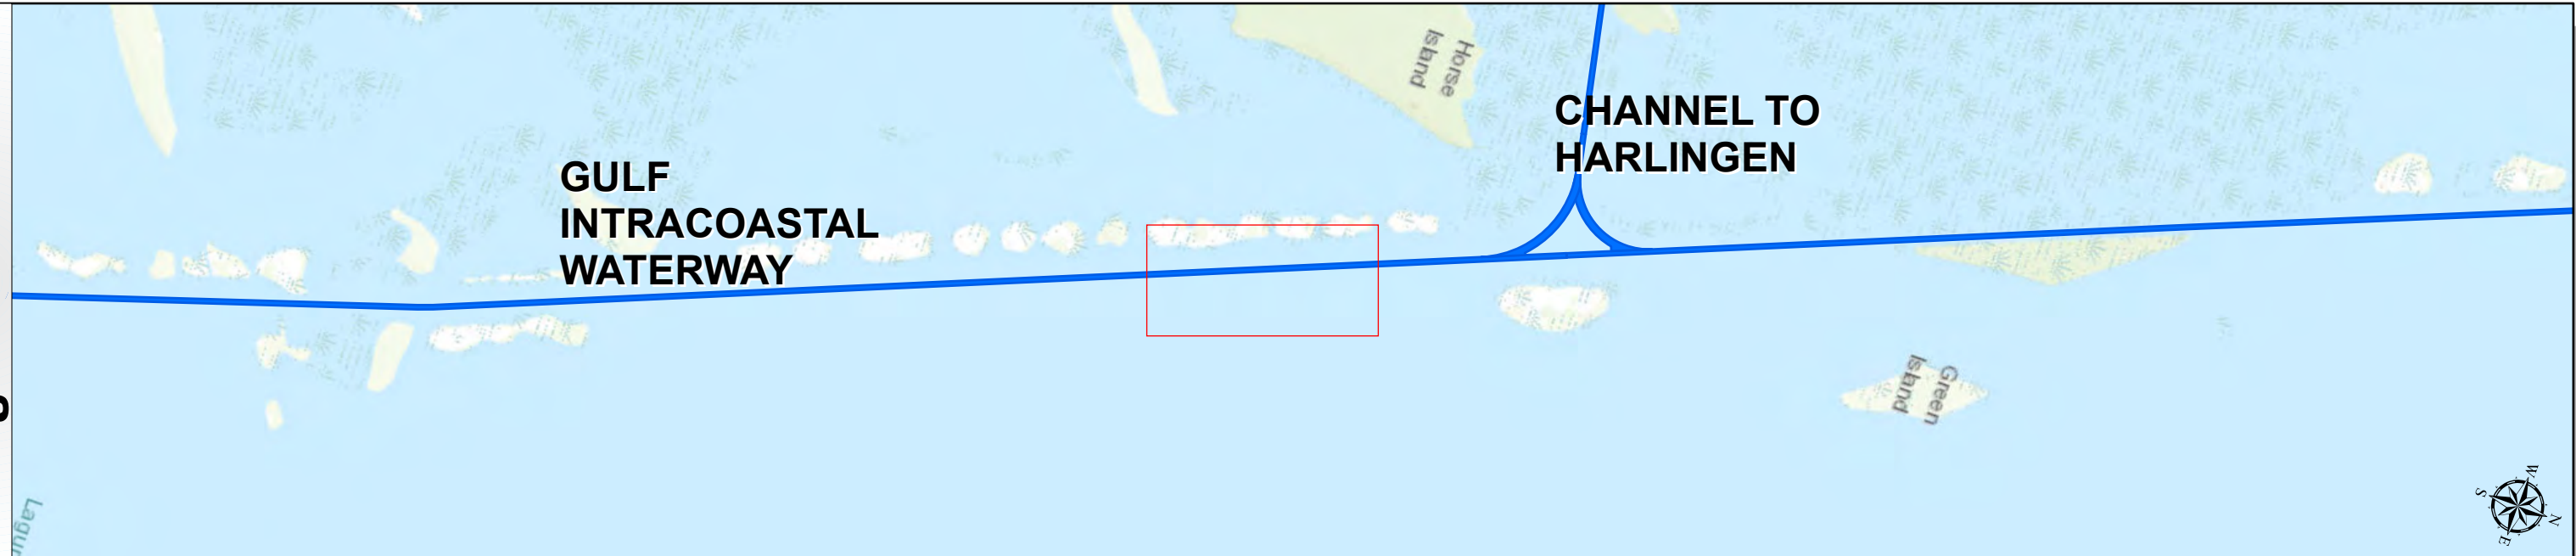 Horse
Island
CHANNEL TO
HARLINGEN
GULF
INTRACOASTAL
WATERWAY
Green
Island
W
S
N
E